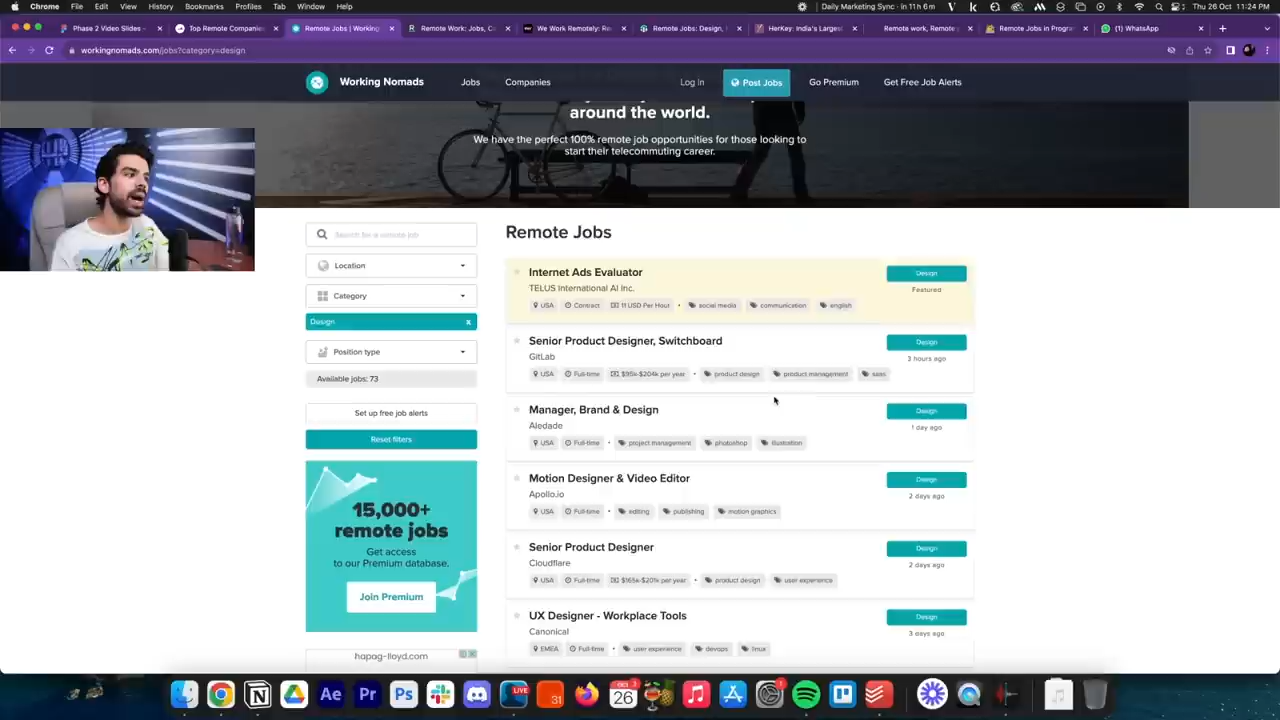 Chrome File Edit View History Bookmarks Profiles Tab Window Help
Daily Marketing Sync • in 11 h 6 m
Thu 26 Oct 11:24 PM
Phase 2 Video Slides -
Top Remote Companie
Remote Jobs | Working
Remote Work: Jobs, C
We Work Remotely: Re
Remote Jobs: Design,
HerKey: India's Larges
Remote work, Remote
Remote Jobs in Progra
(1) WhatsApp
workingnomads.com/jobs?category=design
Working Nomads
Jobs
Companies
Log in
Post Jobs
Go Premium
Get Free Job Alerts
around the world.
We have the perfect 100% remote job opportunities for those looking to
start their telecommuting career.
Search for a remote job
Location
Category
Design x
Position type
Available jobs: 73
Set up free job alerts
Reset filters
15,000+
remote jobs
Get access
to our Premium database.
Join Premium
hapag-lloyd.com
Remote Jobs
Internet Ads Evaluator
TELUS International AI Inc.
USA Contract 11 USD Per Hour • social media communication english
Design
Featured
Senior Product Designer, Switchboard
GitLab
USA Full-time $95k-$204k per year • product design product management saas
Design
3 hours ago
Manager, Brand & Design
Aledade
USA Full-time • project management photoshop illustration
Design
1 day ago
Motion Designer & Video Editor
Apollo.io
USA Full-time • editing publishing motion graphics
Design
2 days ago
Senior Product Designer
Cloudflare
USA Full-time $165k-$201k per year • product design user experience
Design
2 days ago
UX Designer - Workplace Tools
Canonical
EMEA Full-time • user experience devops linux
Design
3 days ago
Ae
Pr
Ps
LIVE
31
OCT
26